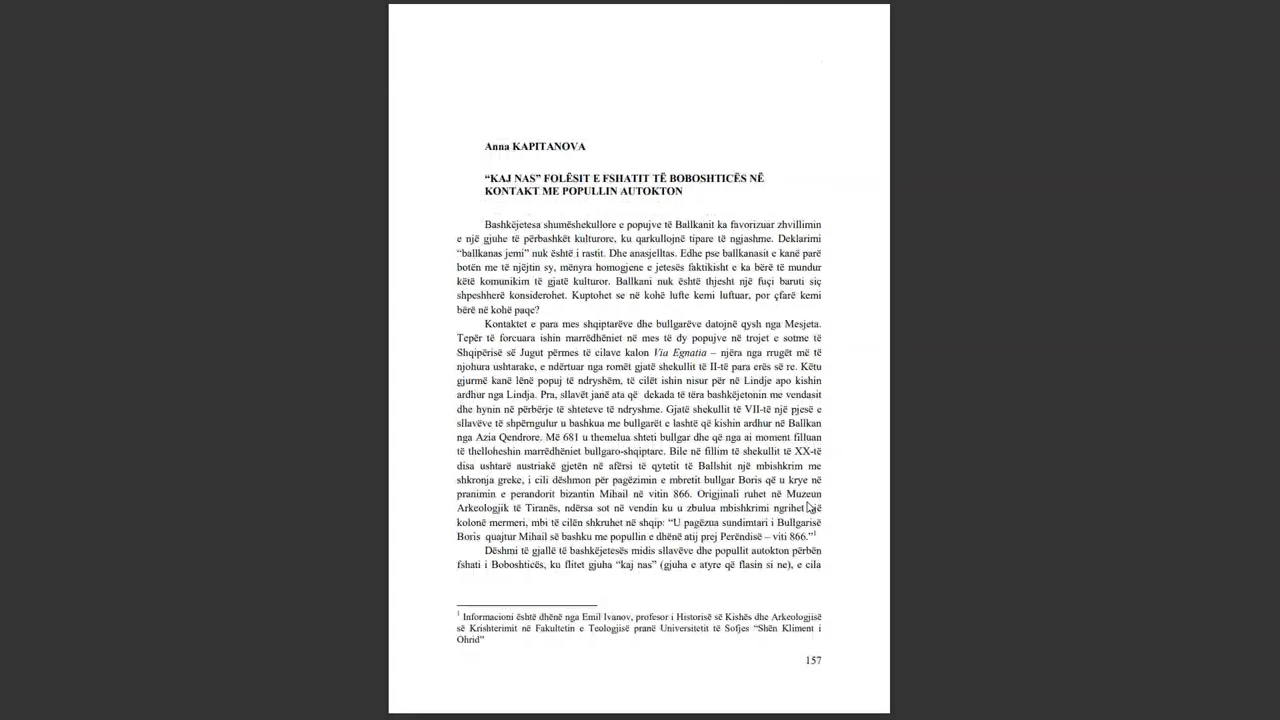 Anna KAPITANOVA
“KAJ NAS” FOLËSIT E FSHATIT TË BOBOSHTICËS NË
KONTAKT ME POPULLIN AUTOKTON
Bashkëjetesa shumëshekullore e popujve të Ballkanit ka favorizuar zhvillimin
e një gjuhe të përbashkët kulturore, ku qarkullojnë tipare të ngjashme. Deklarimi
“ballkanas jemi” nuk është i rastit. Dhe anasjelltas. Edhe pse ballkanasit e kanë parë
botën me të njëjtin sy, mënyra homogjene e jetesës faktikisht e ka bërë të mundur
këtë komunikim të gjatë kulturor. Ballkani nuk është thjesht një fuçi baruti siç
shpeshherë konsiderohet. Kuptohet se në kohë lufte kemi luftuar, por çfarë kemi
bërë në kohë paqe?
Kontaktet e para mes shqiptarëve dhe bullgarëve datojnë qysh nga Mesjeta.
Tepër të forcuara ishin marrëdhëniet në mes të dy popujve në trojet e sotme të
Shqipërisë së Jugut përmes të cilave kalon Via Egnatia – njëra nga rrugët më të
njohura ushtarake, e ndërtuar nga romët gjatë shekullit të II-të para erës së re. Këtu
gjurmë kanë lënë popuj të ndryshëm, të cilët ishin nisur për në Lindje apo kishin
ardhur nga Lindja. Pra, sllavët janë ata që dekada të tëra bashkëjetonin me vendasit
dhe hynin në përbërje të shteteve të ndryshme. Gjatë shekullit të VII-të një pjesë e
sllavëve të shpërngulur u bashkua me bullgarët e lashtë që kishin ardhur në Ballkan
nga Azia Qendrore. Më 681 u themelua shteti bullgar dhe që nga ai moment filluan
të thelloheshin marrëdhëniet bullgaro-shqiptare. Bile në fillim të shekullit të XX-të
disa ushtarë austriakë gjetën në afërsi të qytetit të Ballshit një mbishkrim me
shkronja greke, i cili dëshmon për pagëzimin e mbretit bullgar Boris që u krye në
pranimin e perandorit bizantin Mihail në vitin 866. Origjinali ruhet në Muzeun
Arkeologjik të Tiranës, ndërsa sot në vendin ku u zbulua mbishkrimi ngrihet një
kolonë mermeri, mbi të cilën shkruhet në shqip: “U pagëzua sundimtari i Bullgarisë
Boris quajtur Mihail së bashku me popullin e dhënë atij prej Perëndisë – viti 866.”1
Dëshmi të gjallë të bashkëjetesës midis sllavëve dhe popullit autokton përbën
fshati i Boboshticës, ku flitet gjuha “kaj nas” (gjuha e atyre që flasin si ne), e cila
1 Informacioni është dhënë nga Emil Ivanov, profesor i Historisë së Kishës dhe Arkeologjisë
së Krishterimit në Fakultetin e Teologjisë pranë Universitetit të Sofjes “Shën Kliment i
Ohrid”
157